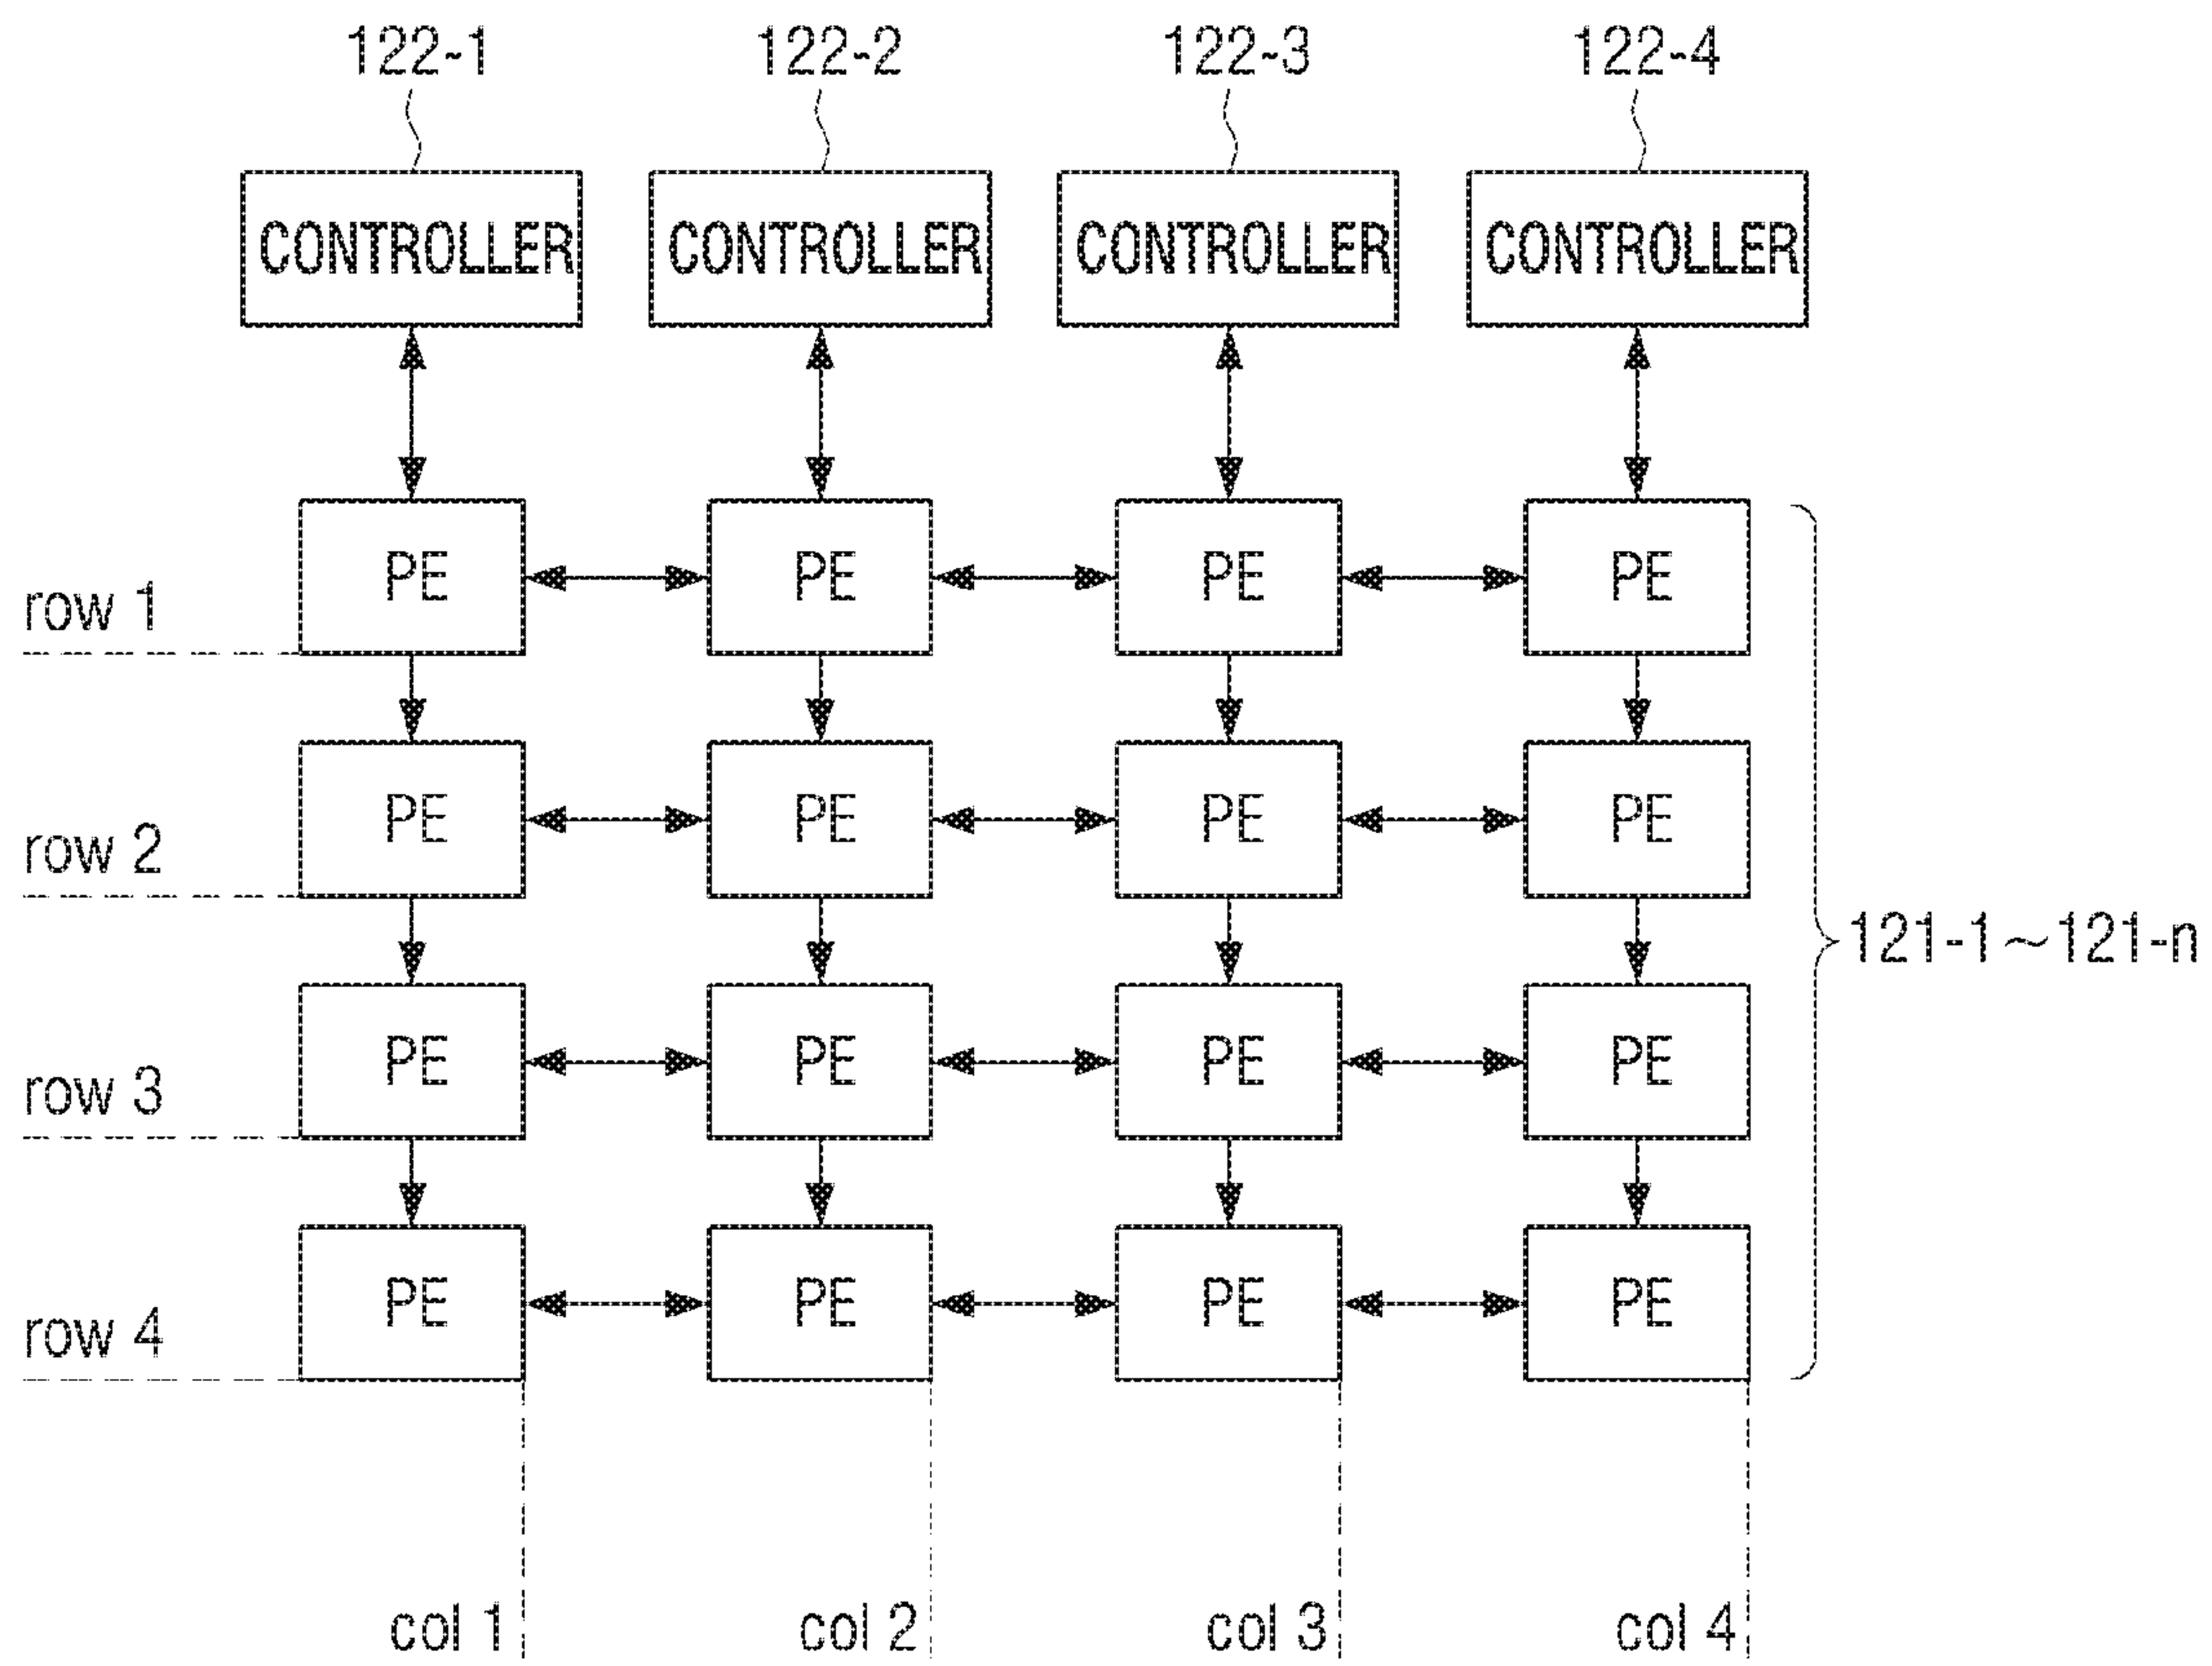 122-1 122-2 122-3 122-4
CONTROLLER CONTROLLER CONTROLLER CONTROLLER
PE PE PE PE
row 1
PE PE PE PE
row 2
121-1~121-n
PE PE PE PE
row 3
PE PE PE PE
row 4
col 1 col 2 col 3 col 4